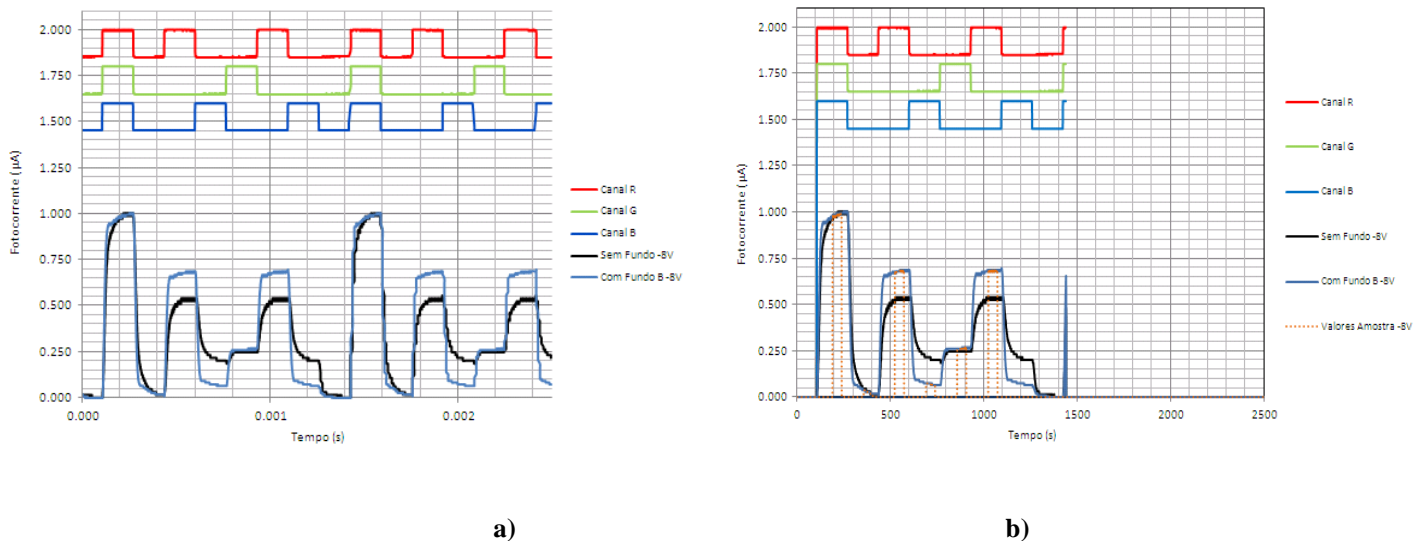 2.000
1.750
1.500
1.250
1.000
0.750
0.500
0.250
0.000
Fotocorrente (µA)
0.000
0.001
0.002
Tempo (s)
Canal R
Canal G
Canal B
Sem Fundo -8V
Com Fundo B -8V
a)
2.000
1.750
1.500
1.250
1.000
0.750
0.500
0.250
0.000
Fotocorrente (µA)
0
500
1000
1500
2000
2500
Tempo (s)
Canal R
Canal G
Canal B
Sem Fundo -8V
Com Fundo B -8V
Valores Amostra -8V
b)